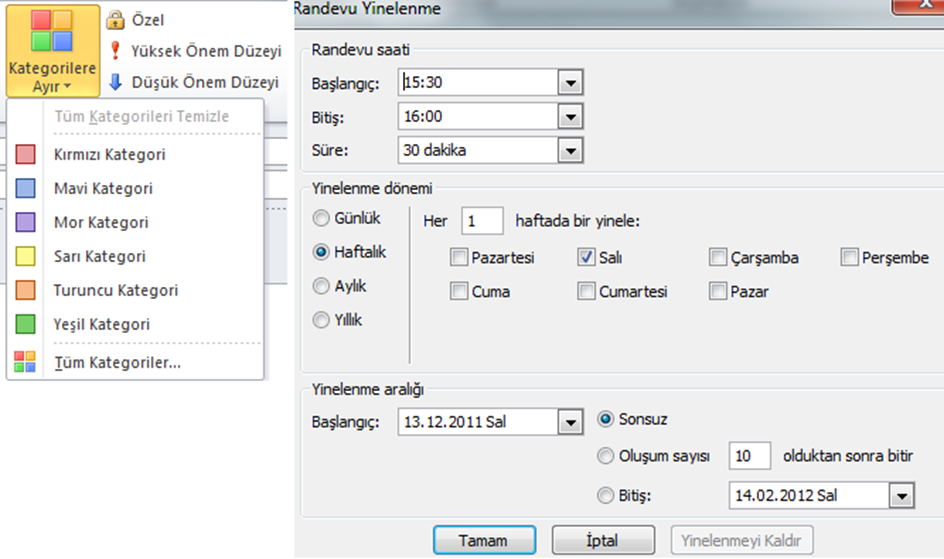 Kategorilere
Ayır
Özel
Yüksek Önem Düzeyi
Düşük Önem Düzeyi
Tüm Kategorileri Temizle
Kırmızı Kategori
Mavi Kategori
Mor Kategori
Sarı Kategori
Turuncu Kategori
Yeşil Kategori
Tüm Kategoriler...
Randevu Yinelenme
Randevu saati
Başlangıç: 15:30
Bitiş: 16:00
Süre: 30 dakika
Yinelenme dönemi
Günlük
Haftalık
Aylık
Yıllık
Her 1 haftada bir yinele:
Pazartesi Salı Çarşamba Perşembe
Cuma Cumartesi Pazar
Yinelenme aralığı
Başlangıç: 13.12.2011 Sal
Sonsuz
Oluşum sayısı 10 olduktan sonra bitir
Bitiş: 14.02.2012 Sal
Tamam İptal Yinelenmeyi Kaldır